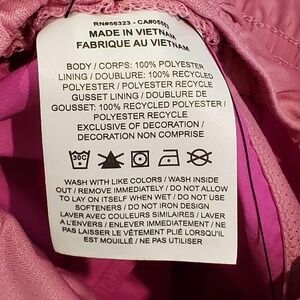 RN#56323 - CA#05553
MADE IN VIETNAM
FABRIQUE AU VIETNAM
BODY / CORPS: 100% POLYESTER
LINING / DOUBLURE: 100% RECYCLED
POLYESTER / POLYESTER RECYCLE
GUSSET LINING / DOUBLURE DE
GOUSSET: 100% RECYCLED POLYESTER /
POLYESTER RECYCLE
EXCLUSIVE OF DECORATION /
DECORATION NON COMPRISE
30C
WASH WITH LIKE COLORS / WASH INSIDE
OUT / REMOVE IMMEDIATELY / DO NOT ALLOW
TO LAY ON ITSELF WHEN WET / DO NOT USE
SOFTENERS / DO NOT IRON DESIGN
LAVER AVEC COULEURS SIMILAIRES / LAVER
A L'ENVERS / ENLEVER IMMEDIATEMENT / NE
PAS LAISSER LE VÊTEMENT PLIÉ LORSQU'IL
EST MOUILLE / NE PAS UTILISER